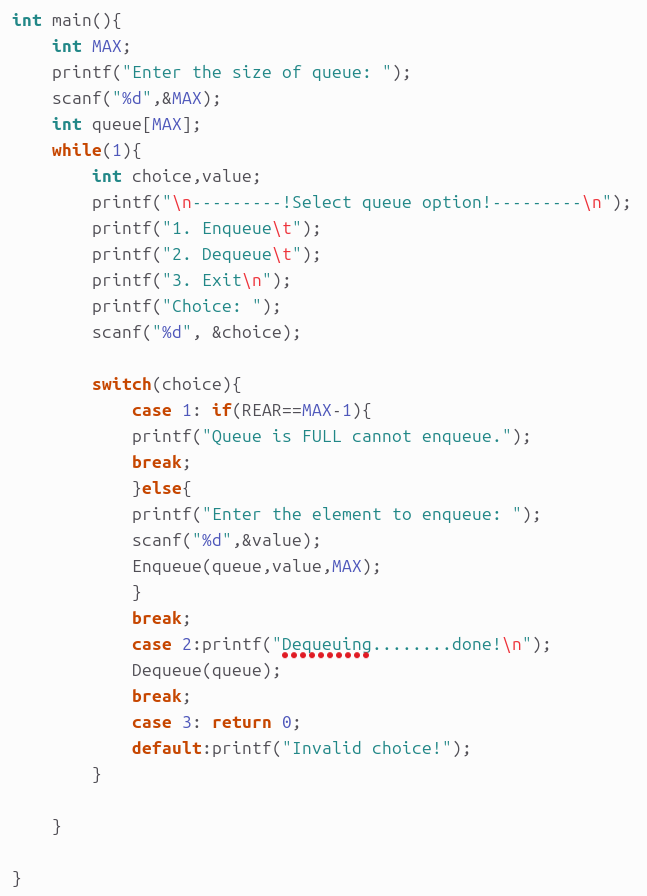 int main(){
    int MAX;
    printf("Enter the size of queue: ");
    scanf("%d",&MAX);
    int queue[MAX];
    while(1){
        int choice,value;
        printf("\n---------!Select queue option!---------\n");
        printf("1. Enqueue\t");
        printf("2. Dequeue\t");
        printf("3. Exit\n");
        printf("Choice: ");
        scanf("%d", &choice);

        switch(choice){
            case 1: if(REAR==MAX-1){
            printf("Queue is FULL cannot enqueue.");
            break;
            }else{
            printf("Enter the element to enqueue: ");
            scanf("%d",&value);
            Enqueue(queue,value,MAX);
            }
            break;
            case 2:printf("Dequeuing........done!\n");
            Dequeue(queue);
            break;
            case 3: return 0;
            default:printf("Invalid choice!");
        }

    }

}